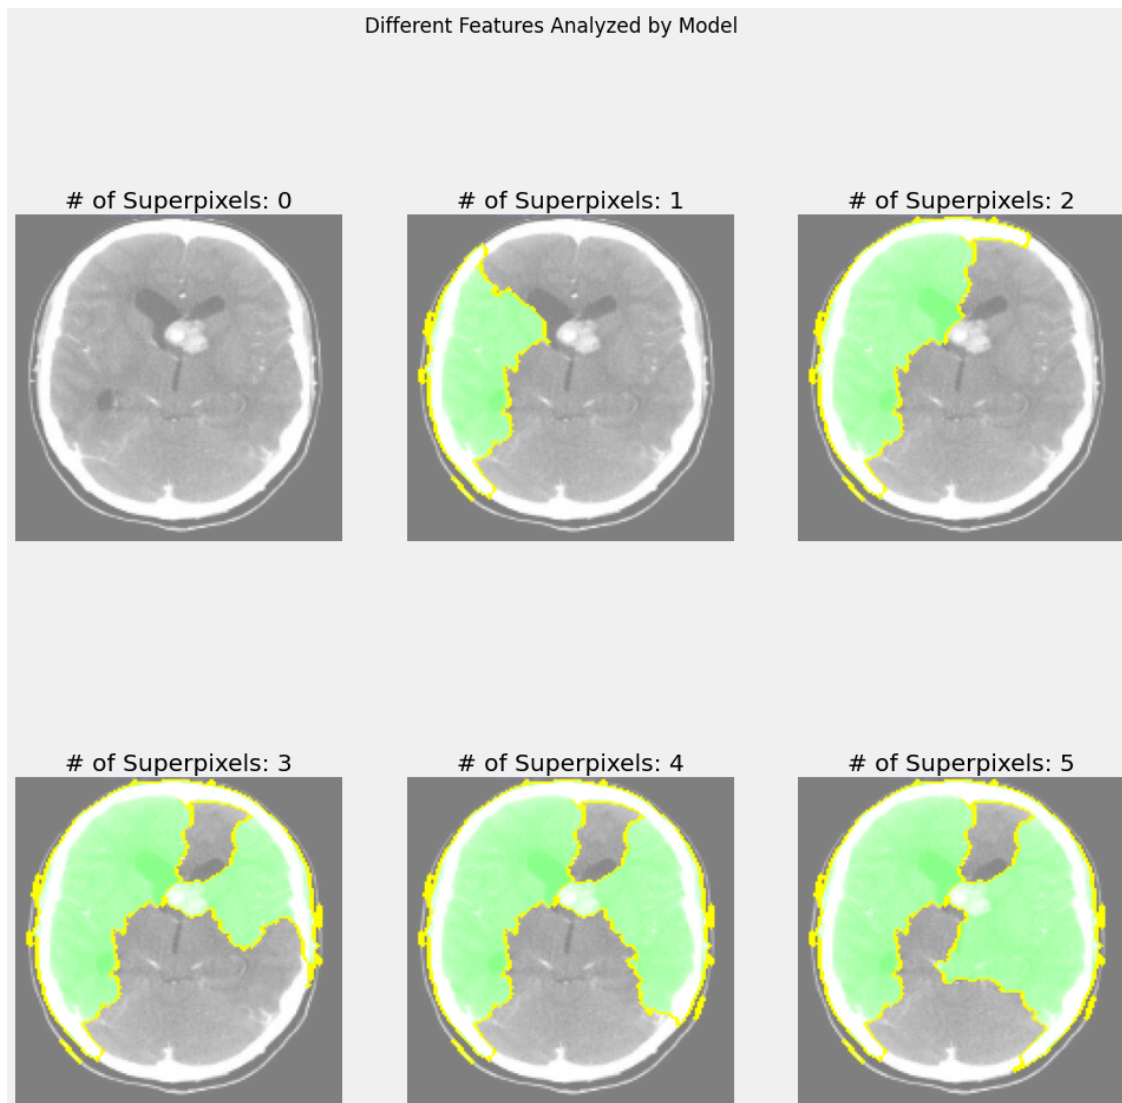 Different Features Analyzed by Model
# of Superpixels: 0
# of Superpixels: 1
# of Superpixels: 2
# of Superpixels: 3
# of Superpixels: 4
# of Superpixels: 5